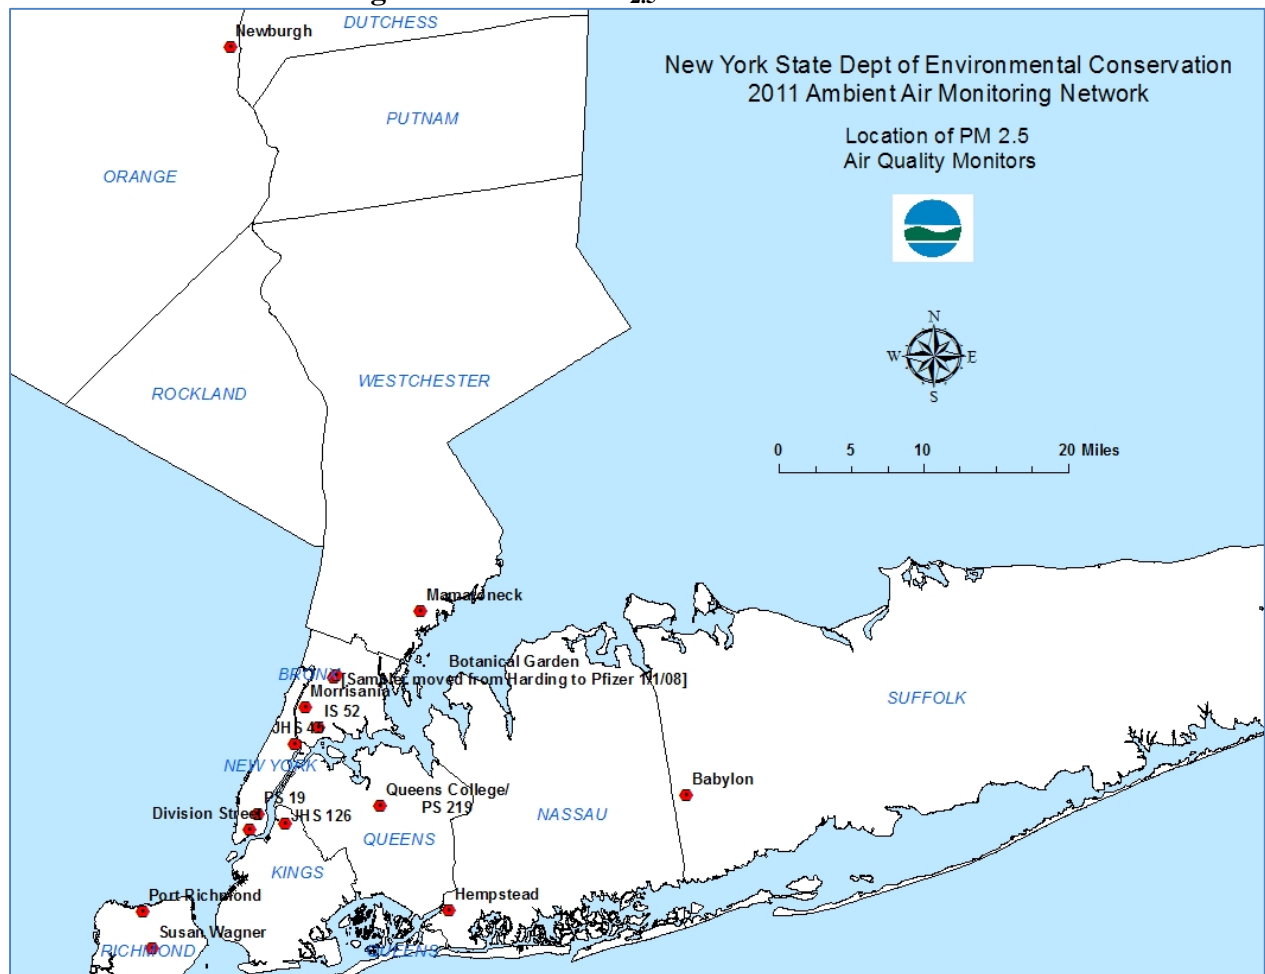 g
2.5
DUTCHESS
Newburgh
New York State Dept of Environmental Conservation
2011 Ambient Air Monitoring Network
PUTNAM
Location of PM 2.5
Air Quality Monitors
ORANGE
N
W E
S
WESTCHESTER
ROCKLAND
0 5 10 20 Miles
Mamaroneck
Botanical Garden
BRONX
[Sampler moved from Harding to Pfizer 1/1/08]
Morrisania
SUFFOLK
IS 52
JHS 45
NEW YORK
Babylon
Queens College/
PS 219
PS 19
Division Street
JHS 126
NASSAU
QUEENS
KINGS
Port Richmond
Hempstead
Susan Wagner
RICHMOND
QUEENS